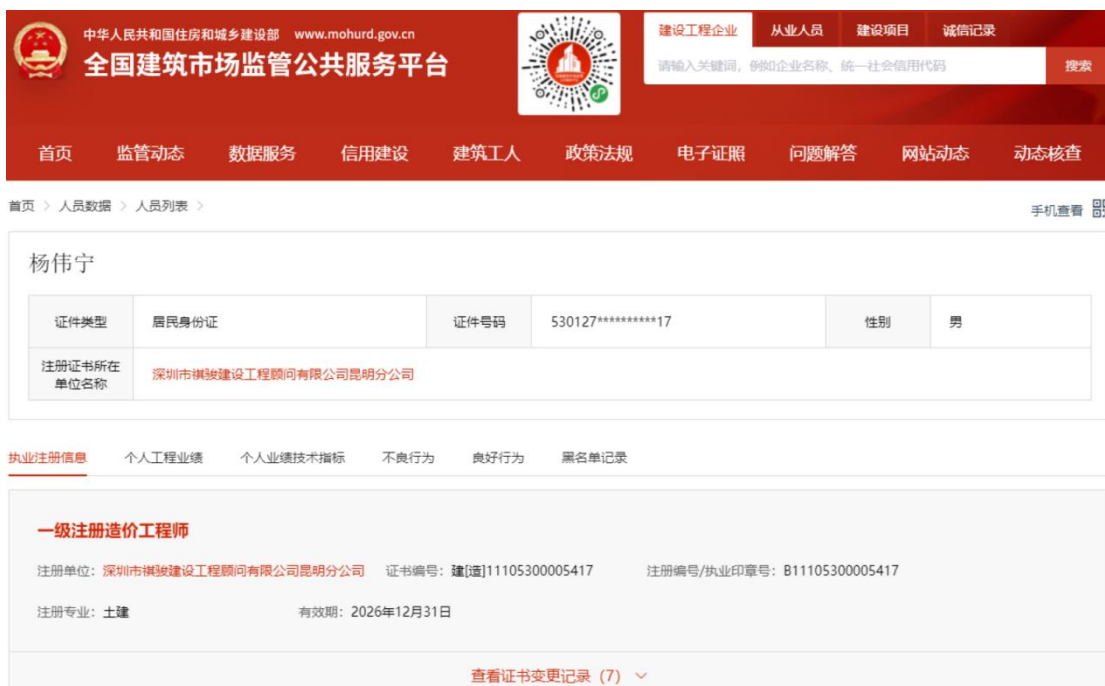 中华人民共和国住房和城乡建设部 www.mohurd.gov.cn
全国建筑市场监管公共服务平台
建设工程企业 从业人员 建设项目 诚信记录
请输入关键词，例如企业名称、统一社会信用代码 搜索
首页 监管动态 数据服务 信用建设 建筑工人 政策法规 电子证照 问题解答 网站动态 动态核查
首页 > 人员数据 > 人员列表 >
手机查看
杨伟宁
证件类型 居民身份证 证件号码 530127**********17 性别 男
注册证书所在
单位名称
深圳市祺骏建设工程顾问有限公司昆明分公司
执业注册信息 个人工程业绩 个人业绩技术指标 不良行为 良好行为 黑名单记录
一级注册造价工程师
注册单位：深圳市祺骏建设工程顾问有限公司昆明分公司 证书编号：建[造]11105300005417 注册编号/执业印章号：B11105300005417
注册专业：土建 有效期：2026年12月31日
查看证书变更记录（7）